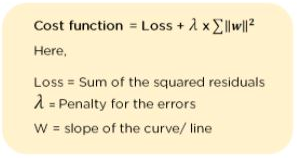 Cost function = Loss + λ x ∑‖w‖²
Here,
Loss = Sum of the squared residuals
λ = Penalty for the errors
W = slope of the curve/ line